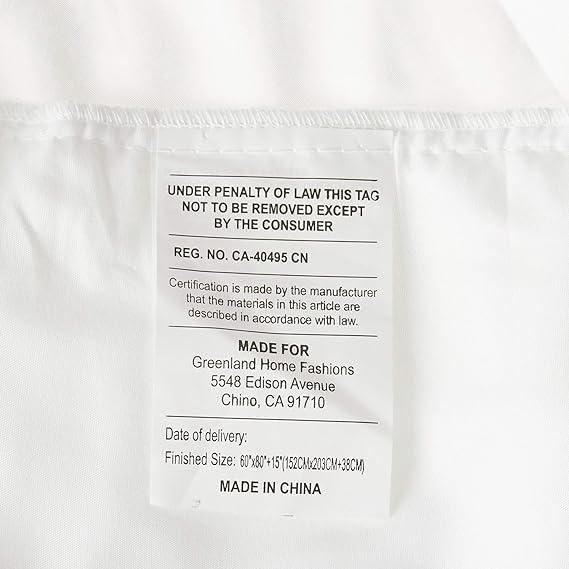 UNDER PENALTY OF LAW THIS TAG
NOT TO BE REMOVED EXCEPT
BY THE CONSUMER
REG. NO. CA-40495 CN
Certification is made by the manufacturer
that the materials in this article are
described in accordance with law.
MADE FOR
Greenland Home Fashions
5548 Edison Avenue
Chino, CA 91710
Date of delivery:
Finished Size: 60"x80"+15"(152CMx203CM+38CM)
MADE IN CHINA